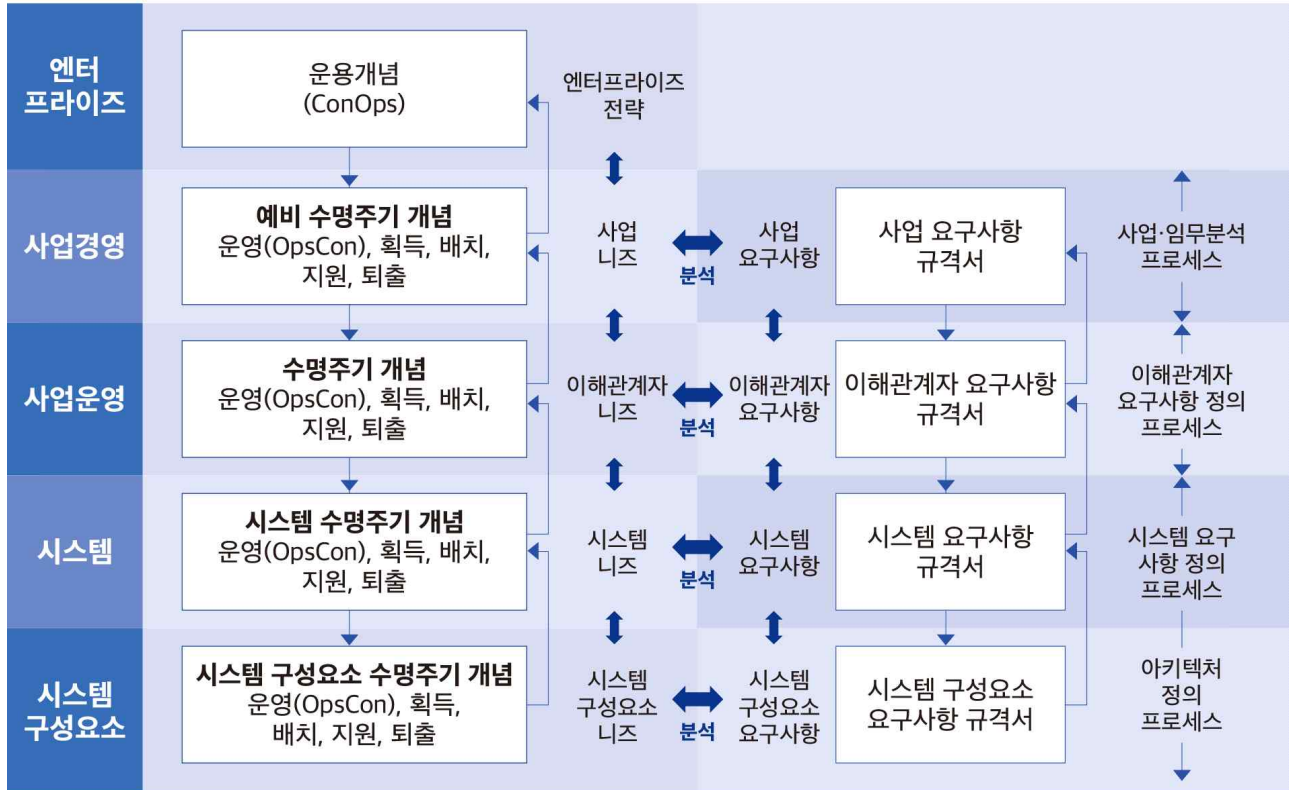 엔터
프라이즈
운용개념
(ConOps)
엔터프라이즈
전략
사업경영
예비 수명주기 개념
운영(OpsCon), 획득, 배치,
지원, 퇴출
사업
니즈
분석
사업
요구사항
사업 요구사항
규격서
사업·임무분석
프로세스
사업운영
수명주기 개념
운영(OpsCon), 획득, 배치,
지원, 퇴출
이해관계자
니즈
분석
이해관계자
요구사항
이해관계자 요구사항
규격서
이해관계자
요구사항 정의
프로세스
시스템
시스템 수명주기 개념
운영(OpsCon), 획득, 배치,
지원, 퇴출
시스템
니즈
분석
시스템
요구사항
시스템 요구사항
규격서
시스템 요구
사항 정의
프로세스
시스템
구성요소
시스템 구성요소 수명주기 개념
운영(OpsCon), 획득,
배치, 지원, 퇴출
시스템
구성요소
니즈
분석
시스템
구성요소
요구사항
시스템 구성요소
요구사항 규격서
아키텍처
정의
프로세스